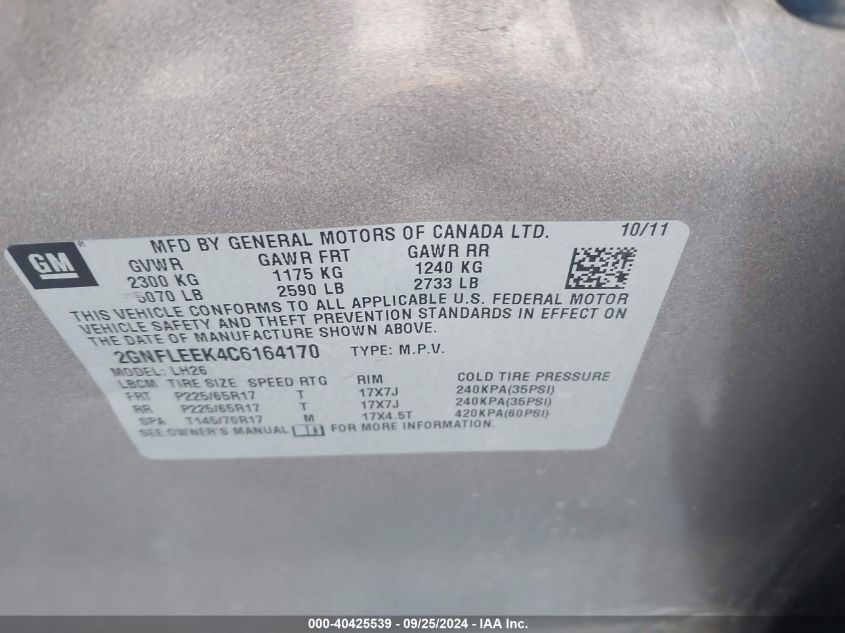 GM
MFD BY GENERAL MOTORS OF CANADA LTD. 10/11
GVWR GAWR FRT GAWR RR
2300 KG 1175 KG 1240 KG
5070 LB 2590 LB 2733 LB
THIS VEHICLE CONFORMS TO ALL APPLICABLE U.S. FEDERAL MOTOR
VEHICLE SAFETY AND THEFT PREVENTION STANDARDS IN EFFECT ON
THE DATE OF MANUFACTURE SHOWN ABOVE.
2GNFLEEK4C6164170 TYPE: M.P.V.
MODEL: LH26
LBCM TIRE SIZE SPEED RTG RIM COLD TIRE PRESSURE
FRT P225/65R17 T 17X7J 240KPA(35PSI)
RR P225/65R17 T 17X7J 240KPA(35PSI)
SPA T145/70R17 M 17X4.5T 420KPA(60PSI)
SEE OWNER'S MANUAL FOR MORE INFORMATION.
000-40425539 - 09/25/2024 - IAA Inc.